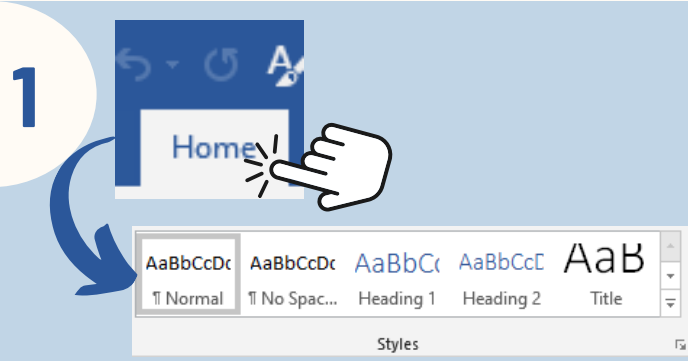 1
A
Home
AaBbCcDc AaBbCcDc AaBbCc AaBbCcD AaB
¶ Normal ¶ No Spac... Heading 1 Heading 2 Title
Styles